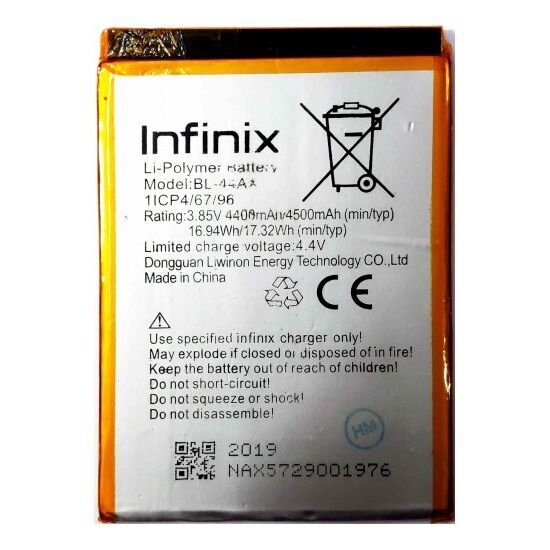 Infinix
Li-Polymer Battery
Model:BL-44AX
1ICP4/67/96
Rating:3.85V 4400mAh/4500mAh (min/typ)
16.94Wh/17.32Wh (min/typ)
Limited charge voltage:4.4V
Dongguan Liwinon Energy Technology CO.,Ltd
Made in China
CE
Use specified infinix charger only!
May explode if closed or disposed of in fire!
Keep the battery out of reach of children!
Do not short-circuit!
Do not squeeze or shock!
Do not disassemble!
HM
2019
NAX5729001976